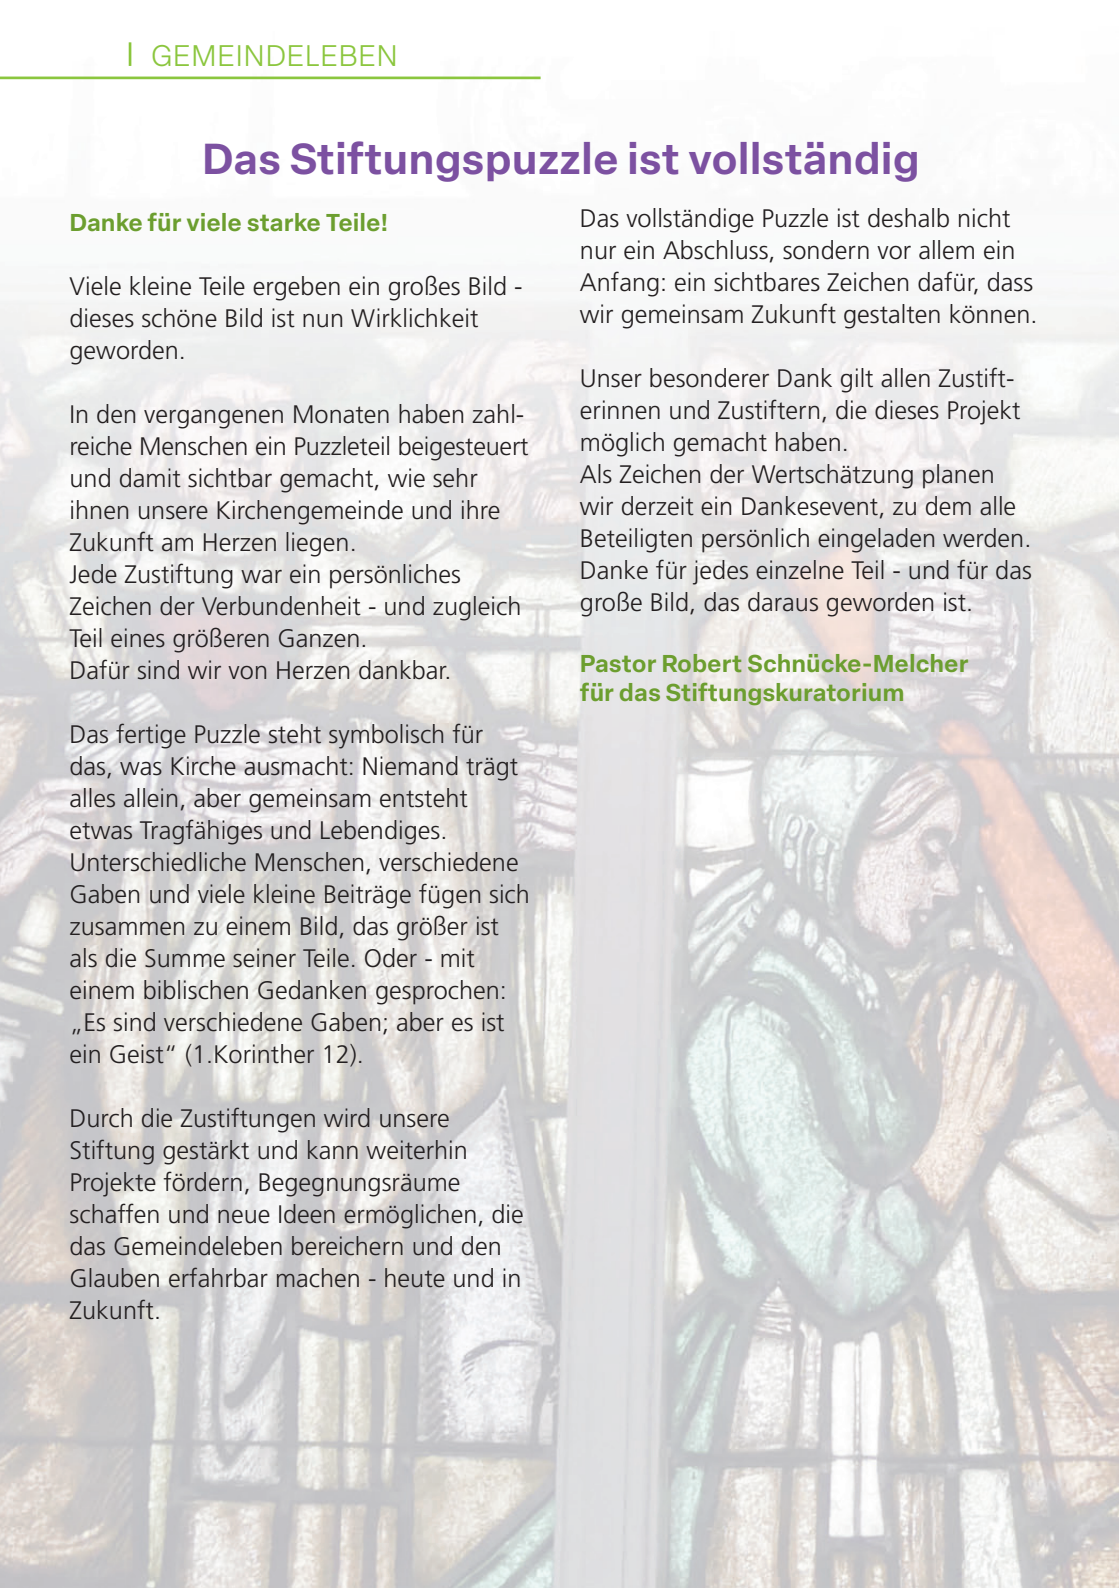 GEMEINDELEBEN
Das Stiftungspuzzle ist vollständig
Danke für viele starke Teile!
Viele kleine Teile ergeben ein großes Bild -
dieses schöne Bild ist nun Wirklichkeit
geworden.
In den vergangenen Monaten haben zahl-
reiche Menschen ein Puzzleteil beigesteuert
und damit sichtbar gemacht, wie sehr
ihnen unsere Kirchengemeinde und ihre
Zukunft am Herzen liegen.
Jede Zustiftung war ein persönliches
Zeichen der Verbundenheit - und zugleich
Teil eines größeren Ganzen.
Dafür sind wir von Herzen dankbar.
Das fertige Puzzle steht symbolisch für
das, was Kirche ausmacht: Niemand trägt
alles allein, aber gemeinsam entsteht
etwas Tragfähiges und Lebendiges.
Unterschiedliche Menschen, verschiedene
Gaben und viele kleine Beiträge fügen sich
zusammen zu einem Bild, das größer ist
als die Summe seiner Teile. Oder - mit
einem biblischen Gedanken gesprochen:
„Es sind verschiedene Gaben; aber es ist
ein Geist“ (1.Korinther 12).
Durch die Zustiftungen wird unsere
Stiftung gestärkt und kann weiterhin
Projekte fördern, Begegnungsräume
schaffen und neue Ideen ermöglichen, die
das Gemeindeleben bereichern und den
Glauben erfahrbar machen - heute und in
Zukunft.
Das vollständige Puzzle ist deshalb nicht
nur ein Abschluss, sondern vor allem ein
Anfang: ein sichtbares Zeichen dafür, dass
wir gemeinsam Zukunft gestalten können.
Unser besonderer Dank gilt allen Zustift-
erinnen und Zustiftern, die dieses Projekt
möglich gemacht haben.
Als Zeichen der Wertschätzung planen
wir derzeit ein Dankesevent, zu dem alle
Beteiligten persönlich eingeladen werden.
Danke für jedes einzelne Teil - und für das
große Bild, das daraus geworden ist.
Pastor Robert Schnücke-Melcher
für das Stiftungskuratorium